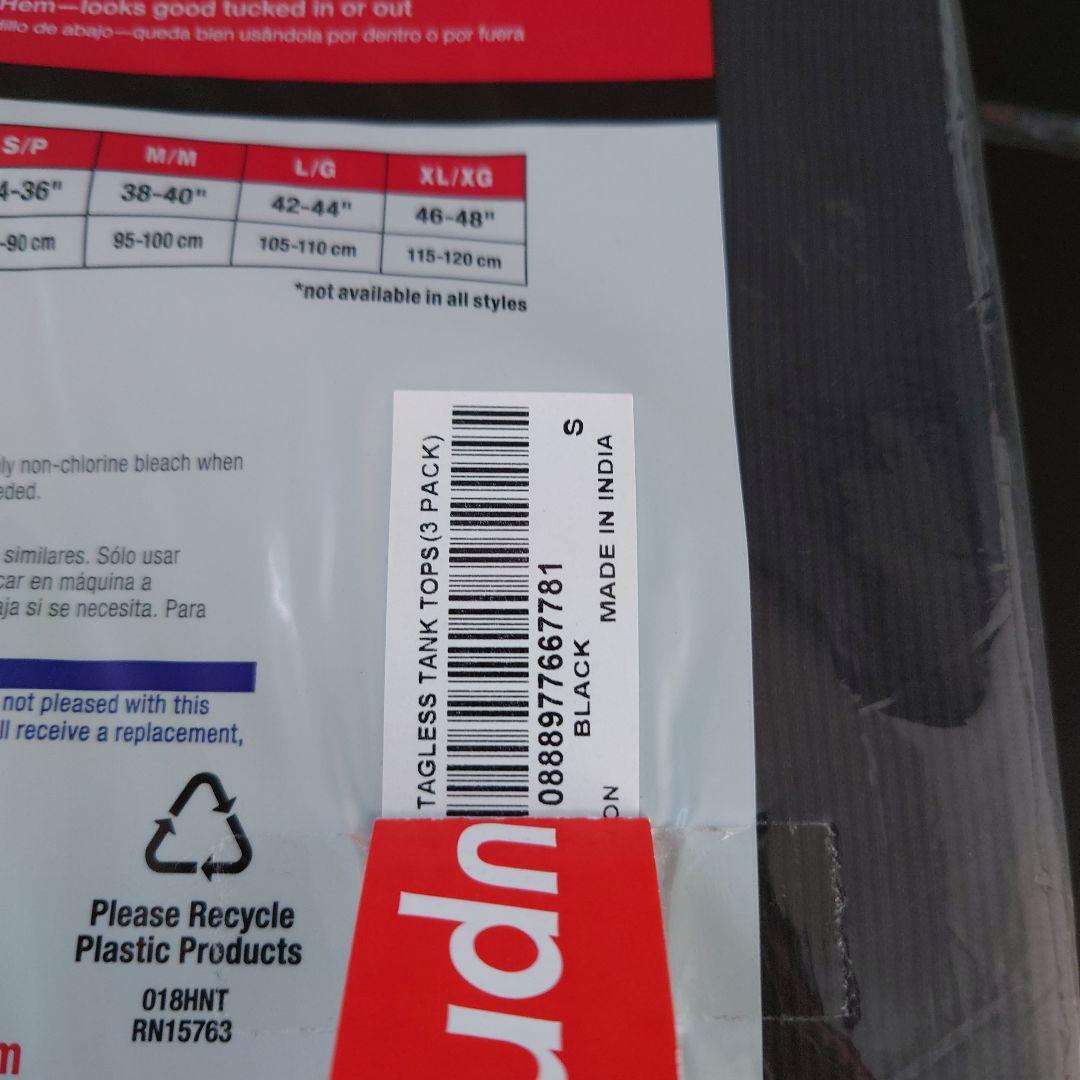 Hem—looks good tucked in or out
de abajo—queda bien usándola por dentro o por fuera
S/P M/M L/G XL/XG
4-36" 38-40" 42-44" 46-48"
-90 cm 95-100 cm 105-110 cm 115-120 cm
*not available in all styles
ly non-chlorine bleach when
eded.
similares. Sólo usar
car en máquina a
aja si se necesita. Para
not pleased with this
ll receive a replacement,
Please Recycle
Plastic Products
018HNT
RN15763
m
TAGLESS TANK TOPS(3 PACK)
0888977667781
BLACK S
ON MADE IN INDIA
up